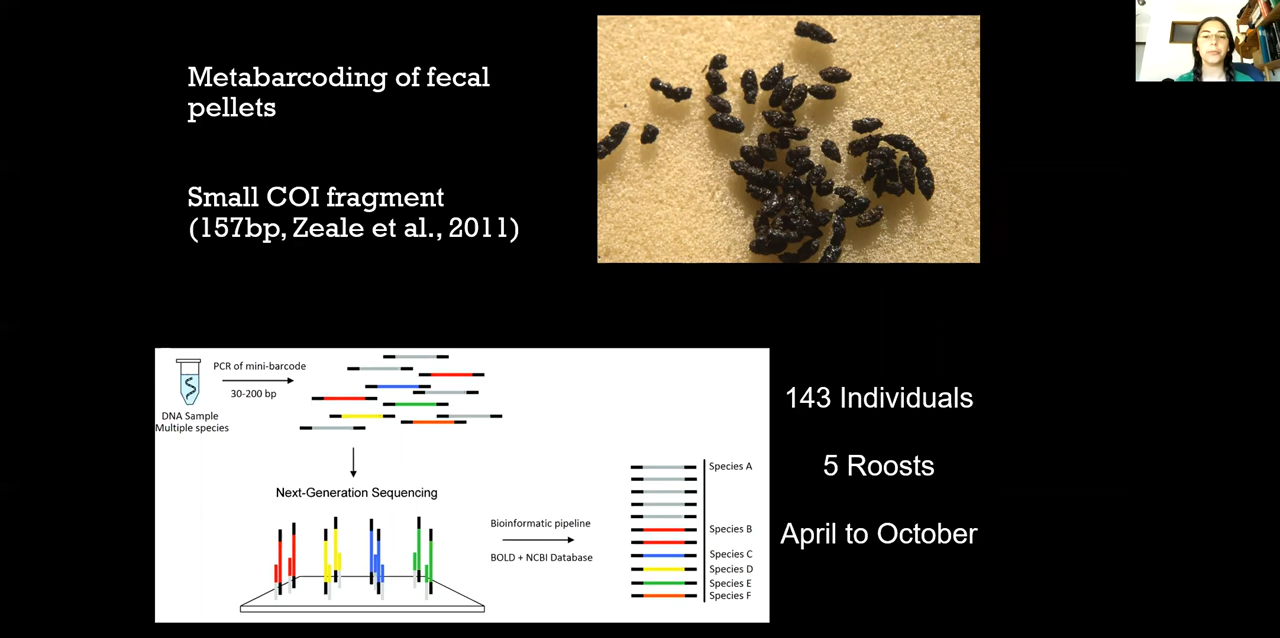 Metabarcoding of fecal
pellets
Small COI fragment
(157bp, Zeale et al., 2011)
PCR of mini-barcode
30-200 bp
DNA Sample
Multiple species
Next-Generation Sequencing
Bioinformatic pipeline
BOLD + NCBI Database
Species A
Species B
Species C
Species D
Species E
Species F
143 Individuals
5 Roosts
April to October